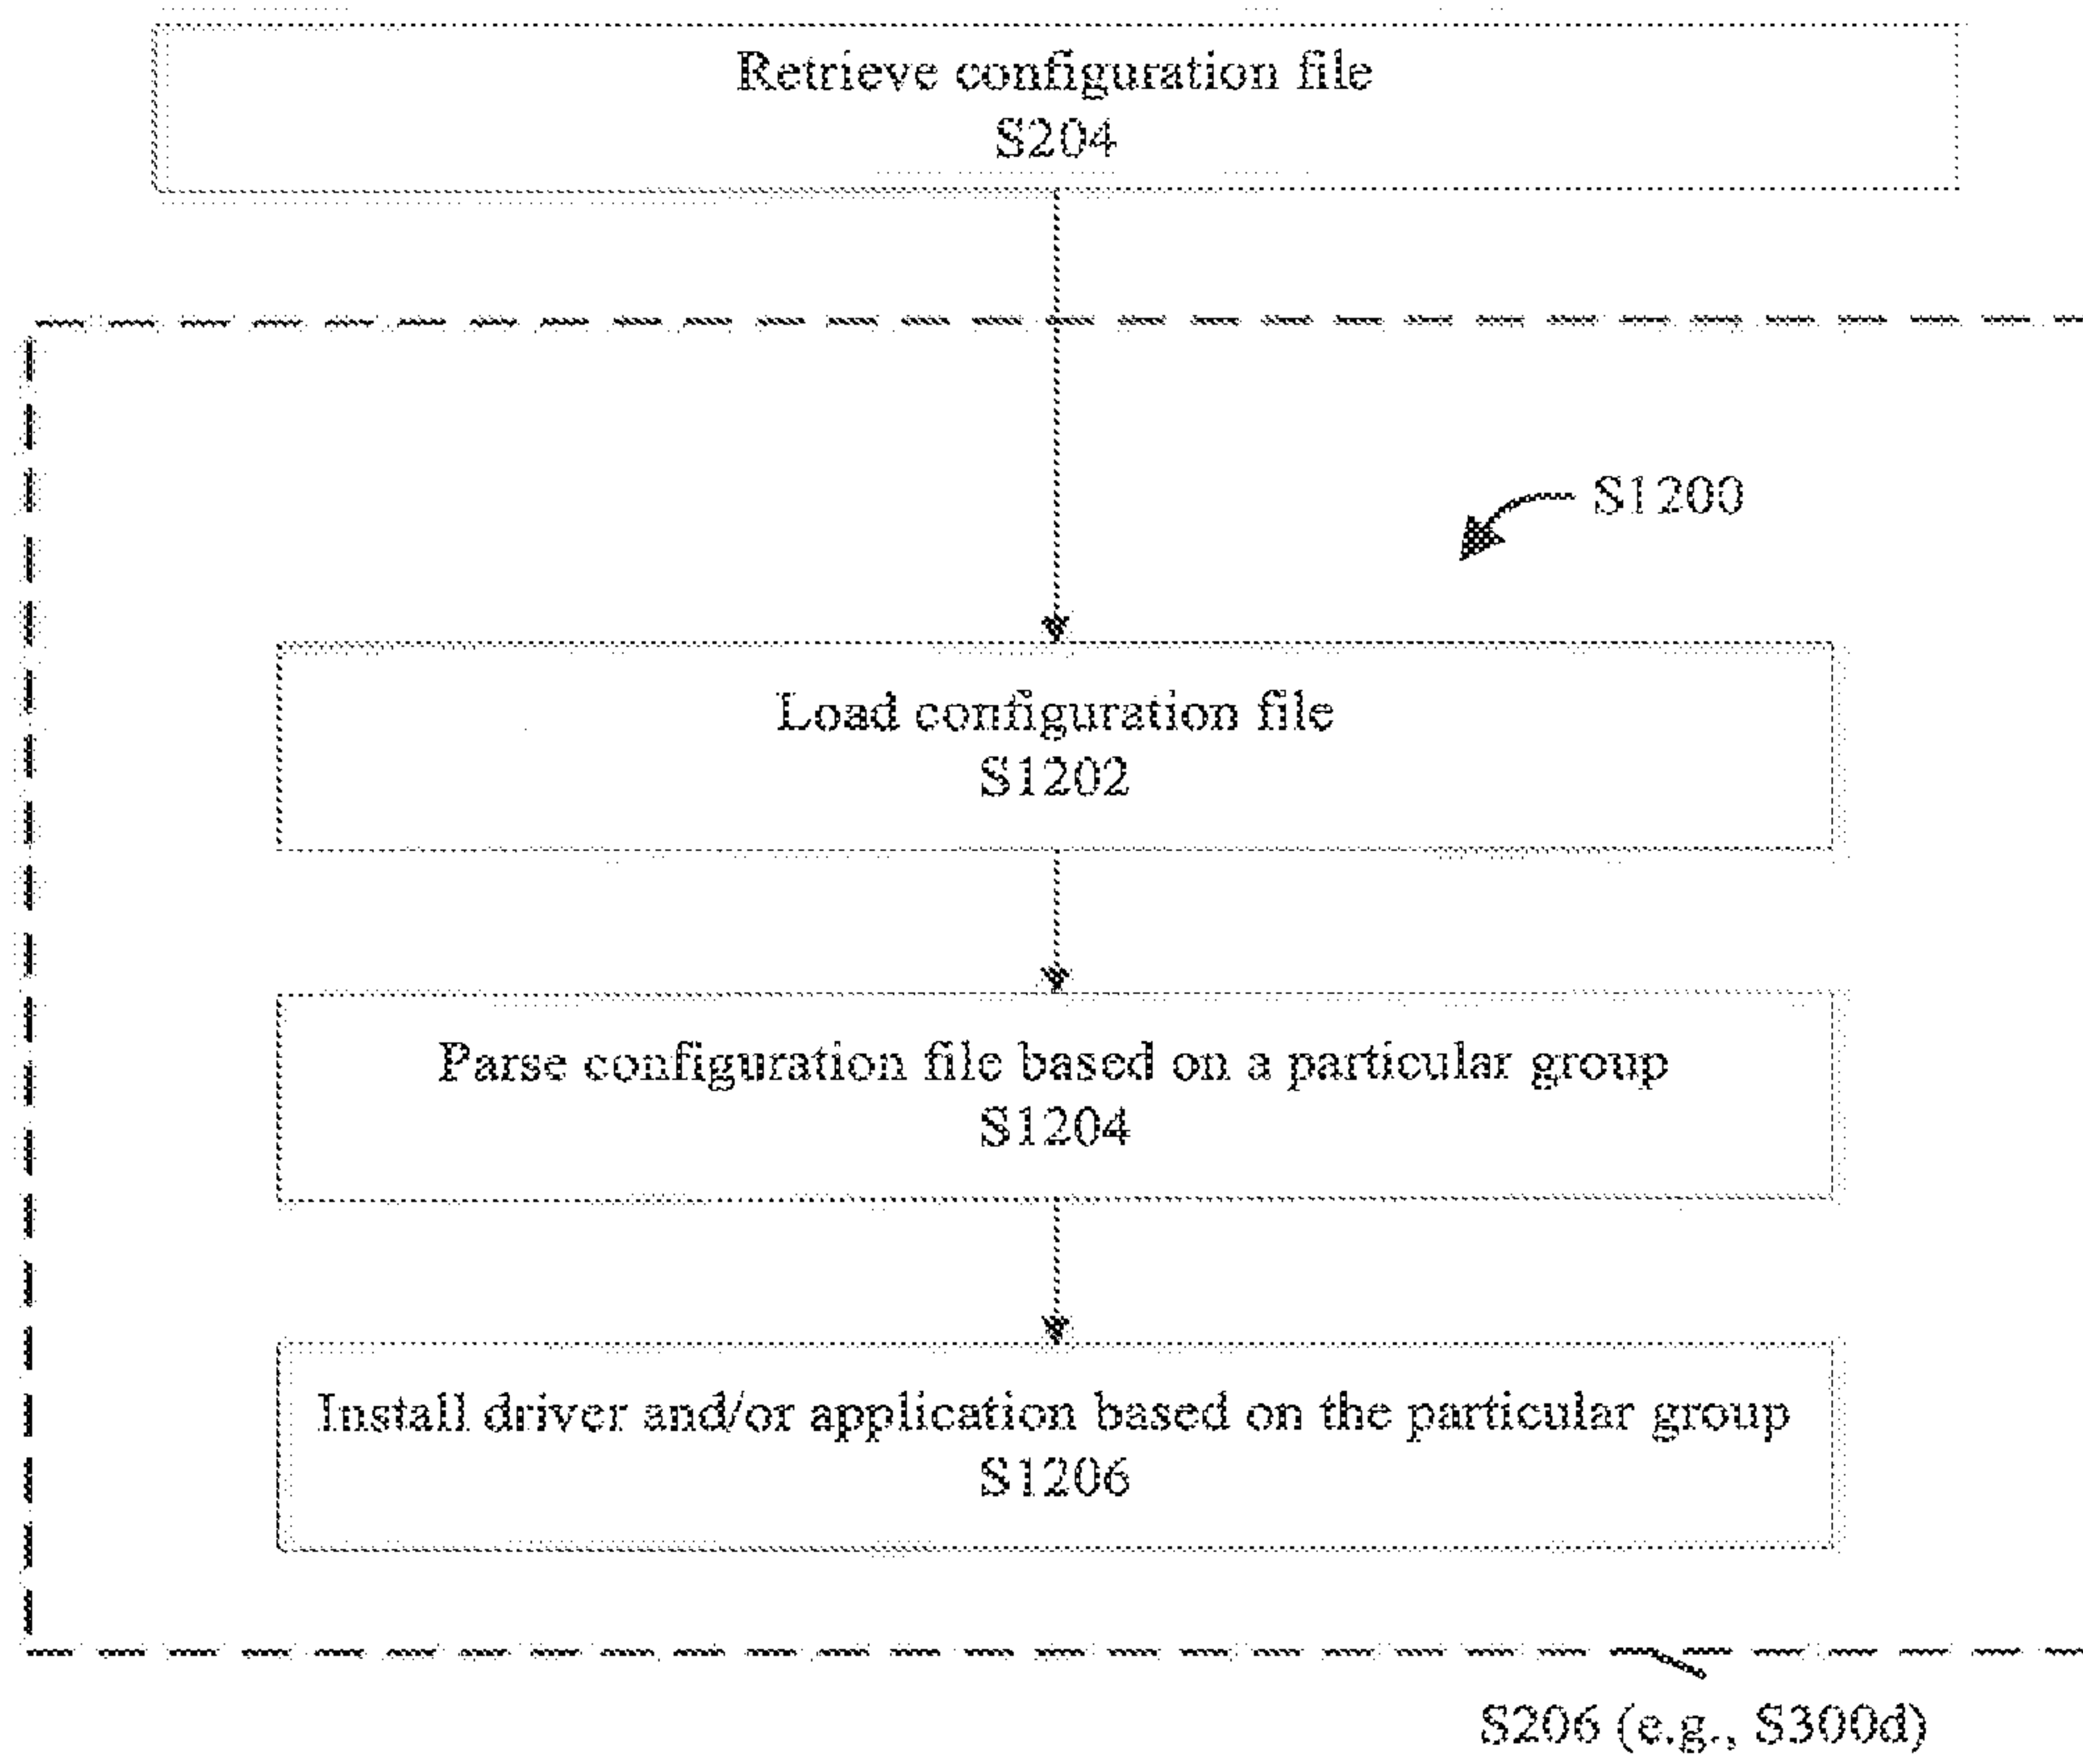 Retrieve configuration file
S204
S1200
Load configuration file
S1202
Parse configuration file based on a particular group
S1204
Install driver and/or application based on the particular group
S1206
S206 (e.g., S300d)